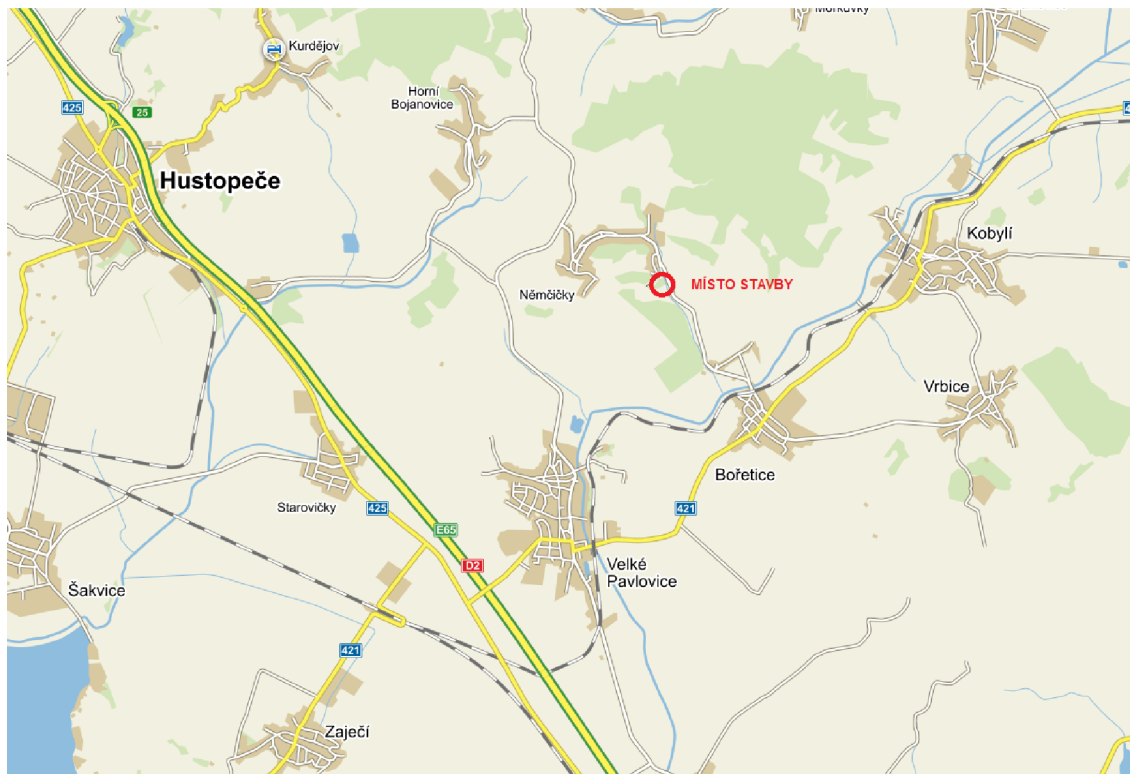 Morkůvky
Kurdějov
425
25
Horní
Bojanovice
Hustopeče
Kobylí
Němčičky
MÍSTO STAVBY
Vrbice
Bořetice
Starovičky
425
421
E65
D2
Velké
Pavlovice
Šakvice
421
Zaječí